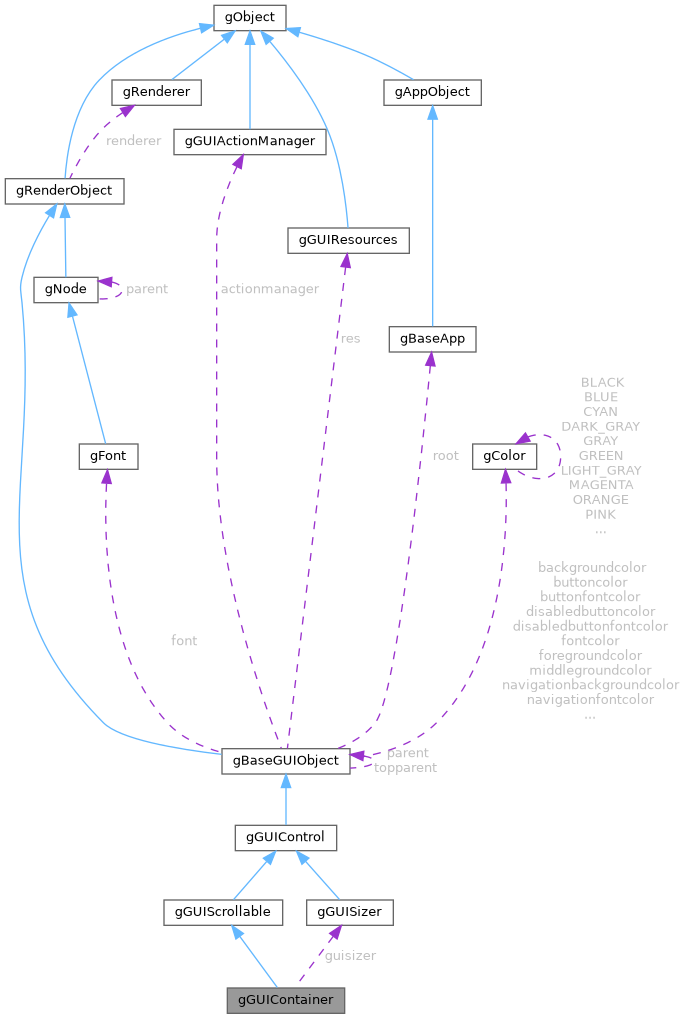 gObject
gRenderer
gAppObject
gGUIActionManager
renderer
gRenderObject
gGUIResources
gNode
parent
actionmanager
res
gBaseApp
BLACK
BLUE
CYAN
DARK_GRAY
GRAY
GREEN
LIGHT_GRAY
MAGENTA
ORANGE
PINK
...
gFont
root
gColor
backgroundcolor
buttoncolor
buttonfontcolor
disabledbuttoncolor
disabledbuttonfontcolor
fontcolor
foregroundcolor
middlegroundcolor
navigationbackgroundcolor
navigationfontcolor
...
font
gBaseGUIObject
parent
topparent
gGUIControl
gGUIScrollable
gGUISizer
guisizer
gGUIContainer